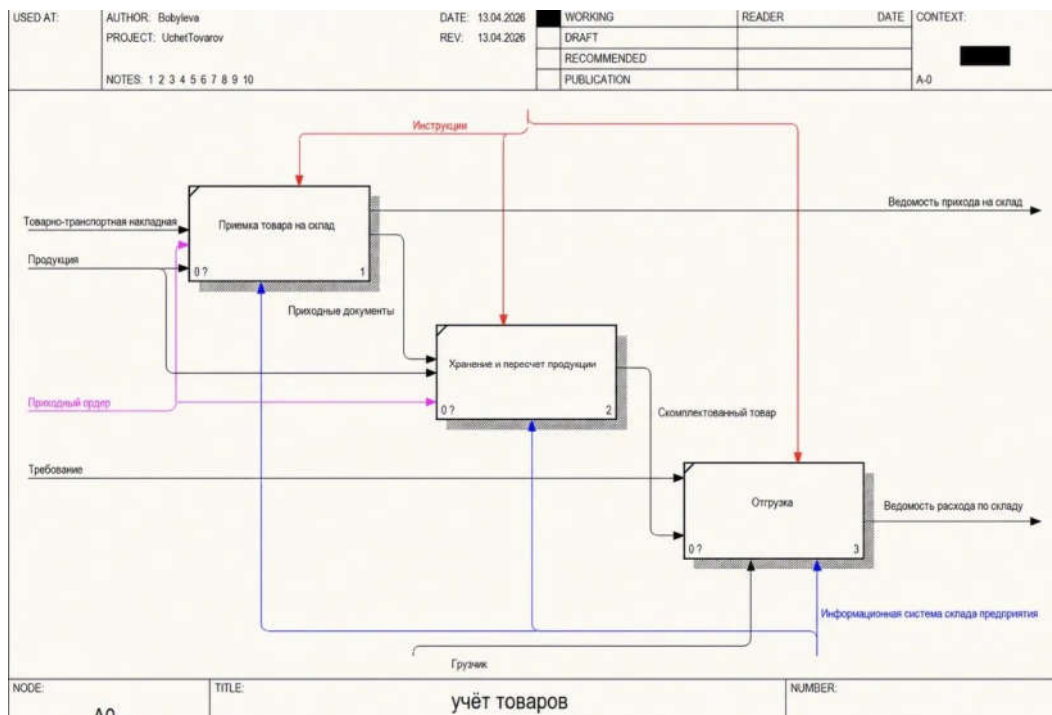 USED AT:
AUTHOR: Bobyleva
DATE: 13.04.2026
WORKING
READER
DATE
CONTEXT:
PROJECT: UchetTovarov
REV: 13.04.2026
DRAFT
RECOMMENDED
NOTES: 1 2 3 4 5 6 7 8 9 10
PUBLICATION
A-0
Инструкции
Ведомость прихода на склад
Товарно-транспортная накладная
Приемка товара на склад
Продукция
0 ?
1
Приходные документы
Хранение и пересчет продукции
Приходный ордер
0 ?
2
Скомплектованный товар
Требование
Отгрузка
Ведомость расхода по складу
0 ?
3
Информационная система склада предприятия
Грузчик
NODE:
TITLE:
NUMBER:
учёт товаров
A0